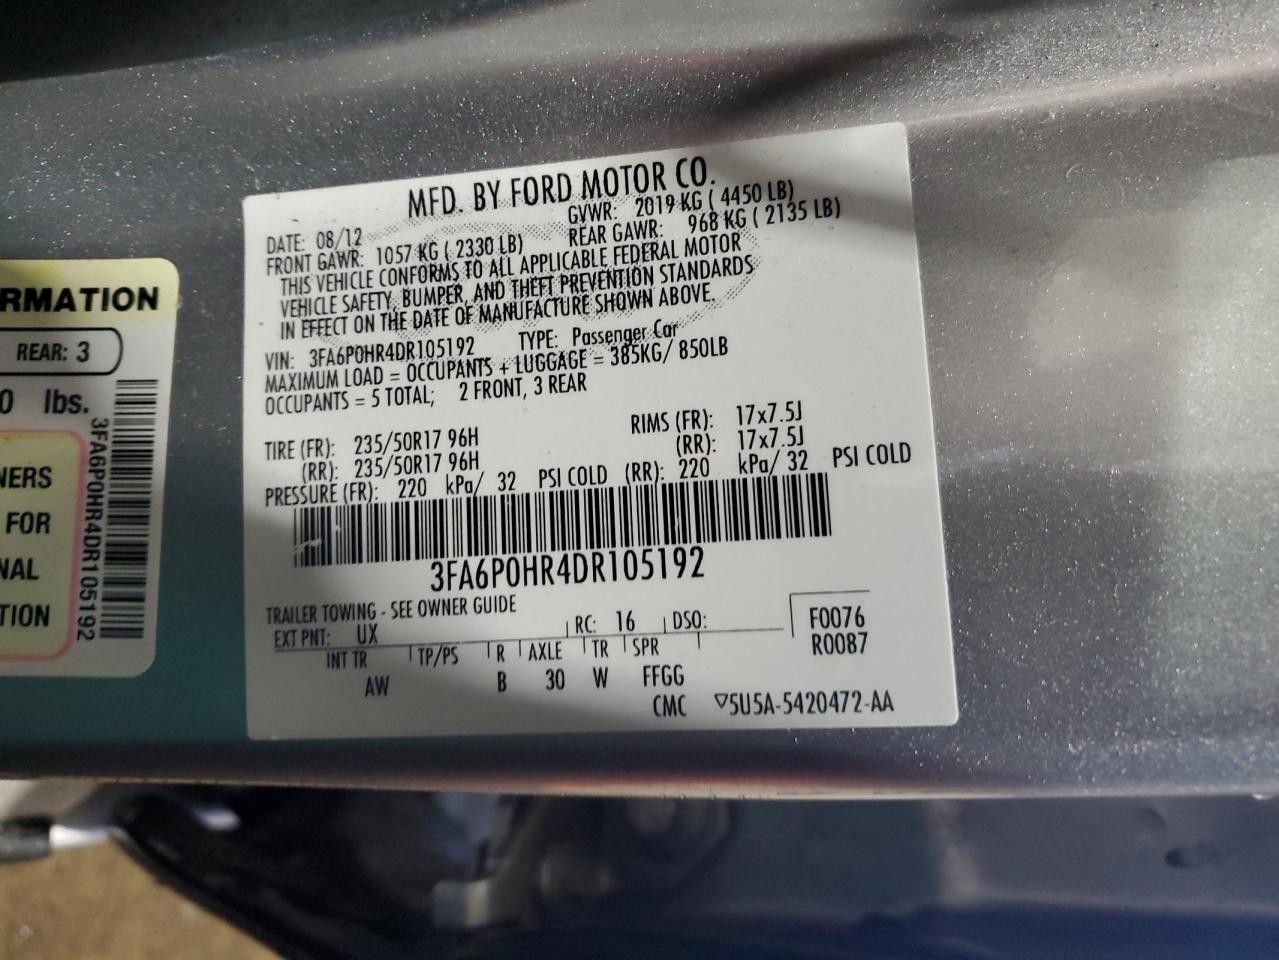 MFD. BY FORD MOTOR CO.
DATE: 08/12 GVWR: 2019 KG ( 4450 LB)
FRONT GAWR: 1057 KG ( 2330 LB) REAR GAWR: 968 KG ( 2135 LB)
THIS VEHICLE CONFORMS TO ALL APPLICABLE FEDERAL MOTOR
VEHICLE SAFETY, BUMPER, AND THEFT PREVENTION STANDARDS
IN EFFECT ON THE DATE OF MANUFACTURE SHOWN ABOVE.
VIN: 3FA6P0HR4DR105192 TYPE: Passenger Car
MAXIMUM LOAD = OCCUPANTS + LUGGAGE = 385KG/ 850LB
OCCUPANTS = 5 TOTAL; 2 FRONT, 3 REAR
TIRE (FR): 235/50R17 96H RIMS (FR): 17x7.5J
(RR): 235/50R17 96H (RR): 17x7.5J
PRESSURE (FR): 220 kPa/ 32 PSI COLD (RR): 220 kPa/ 32 PSI COLD
3FA6P0HR4DR105192
TRAILER TOWING - SEE OWNER GUIDE
EXT PNT: UX RC: 16 DSO: F0076
INT TR TP/PS R AXLE TR SPR R0087
AW B 30 W FFGG
CMC ▽5U5A-5420472-AA
RMATION
REAR: 3
0 lbs.
NERS
FOR
NAL
TION
3FA6P0HR4DR105192